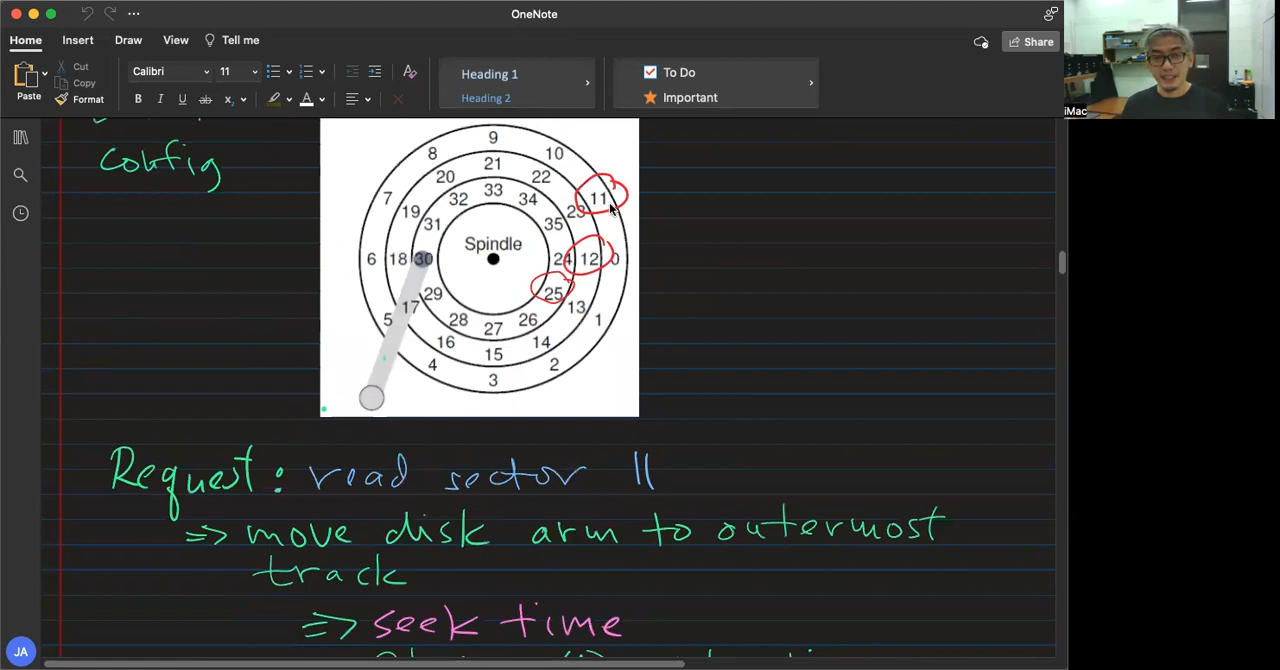 OneNote
Home Insert Draw View Tell me
Share
Paste
Cut
Copy
Format
Calibri 11
B I U ab x
A
Heading 1
Heading 2
To Do
Important
iMac
config
9
8 10
21
7 20 22 11
33
19 32 34 23
31 35
Spindle
6 18 30 24 12 0
29 25
5 17 13 1
28 27 26
16 14
15
4 2
3
Request: read sector 11
=> move disk arm to outermost
track
=> seek time
JA